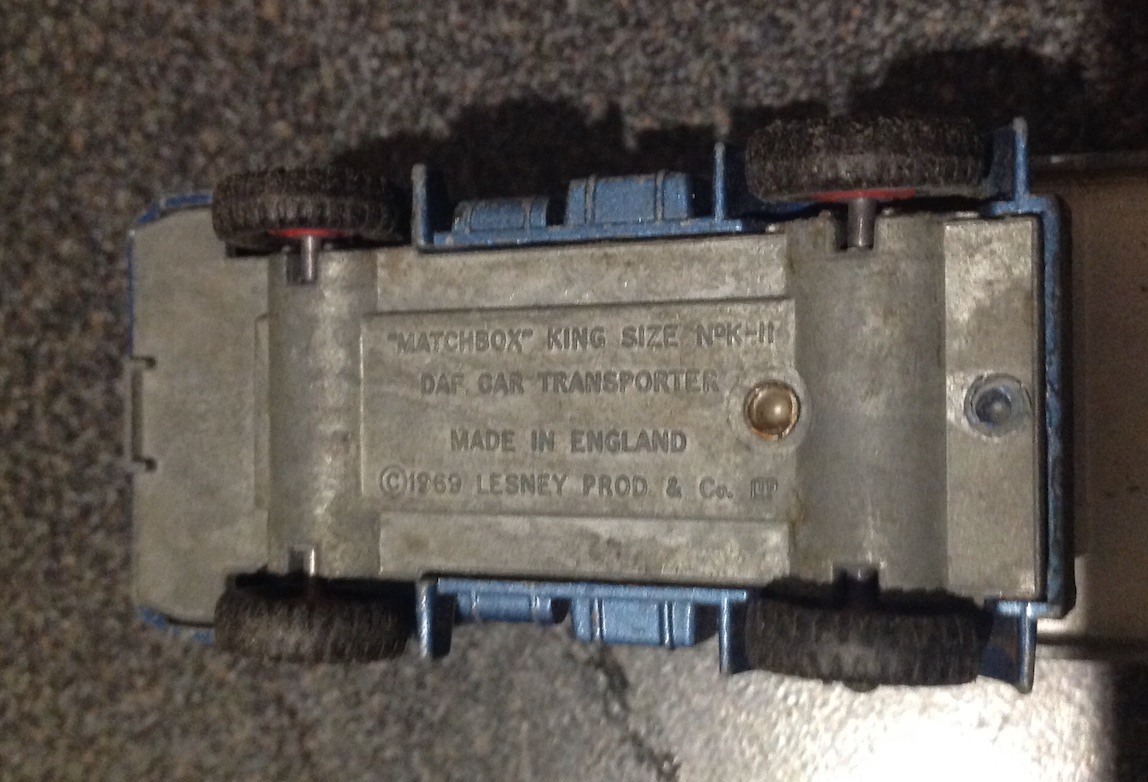 "MATCHBOX" KING SIZE NºK-11
DAF CAR TRANSPORTER
MADE IN ENGLAND
©1969 LESNEY PROD & Co. LTD